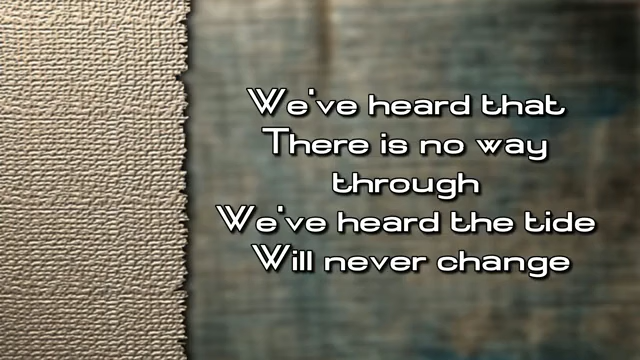 We've heard that
There is no way
through
We've heard the tide
Will never change